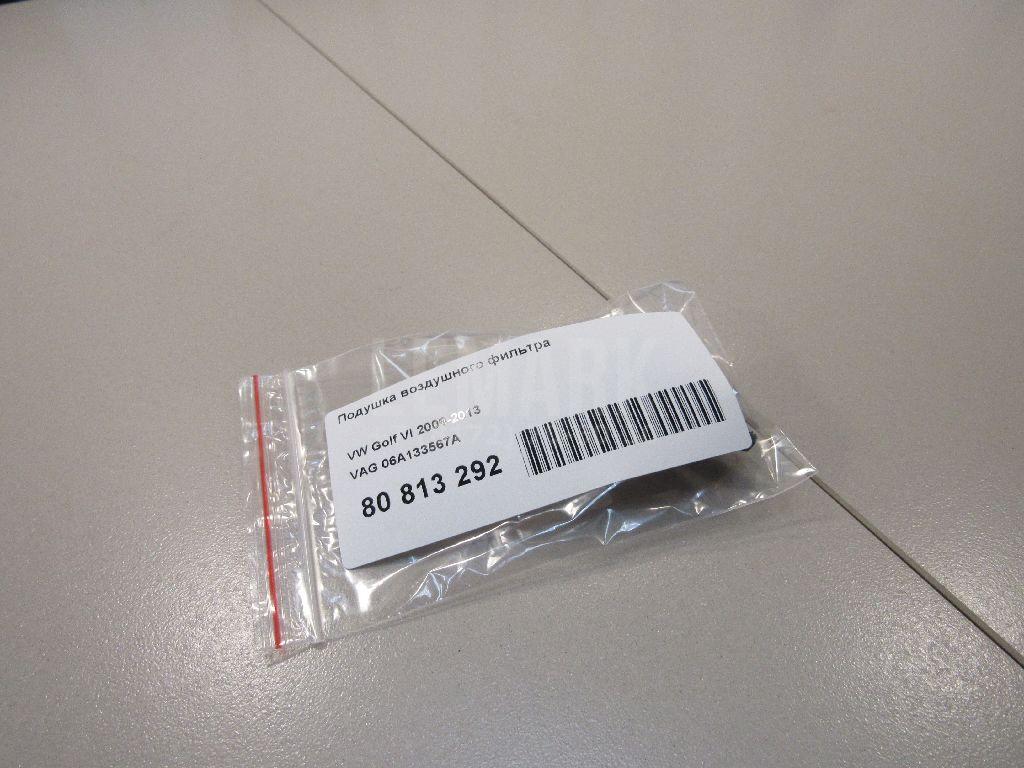 Подушка воздушного фильтра
VW Golf VI 2009-2013
VAG 06A133567A
80 813 292